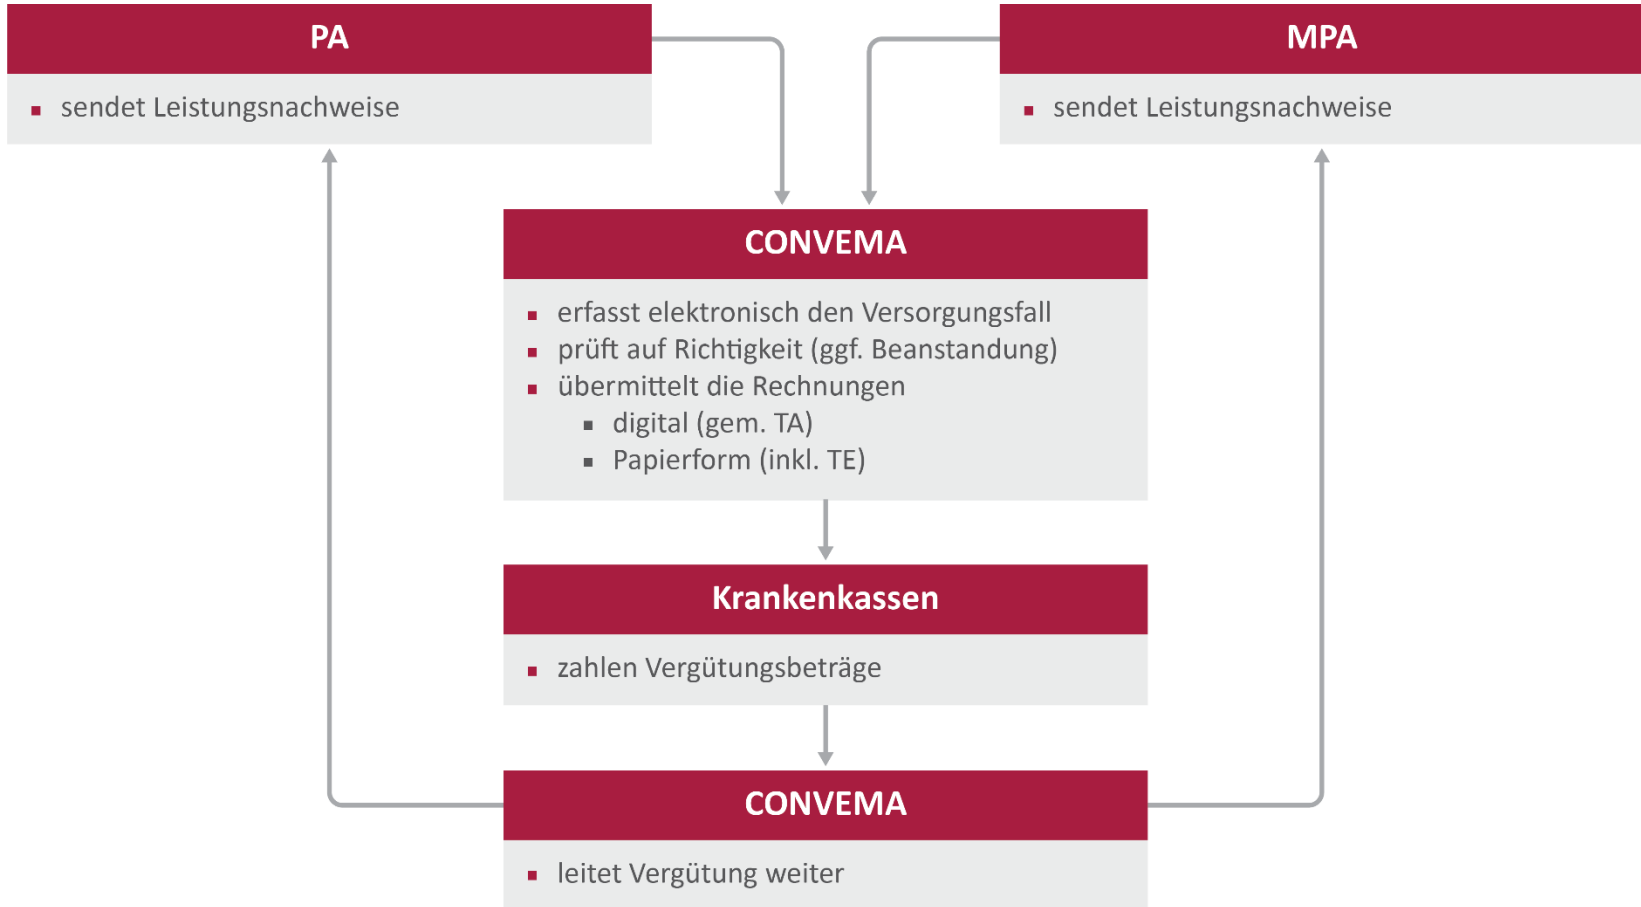 PA
sendet Leistungsnachweise
MPA
sendet Leistungsnachweise
CONVEMA
erfasst elektronisch den Versorgungsfall
prüft auf Richtigkeit (ggf. Beanstandung)
übermittelt die Rechnungen
digital (gem. TA)
Papierform (inkl. TE)
Krankenkassen
zahlen Vergütungsbeträge
CONVEMA
leitet Vergütung weiter